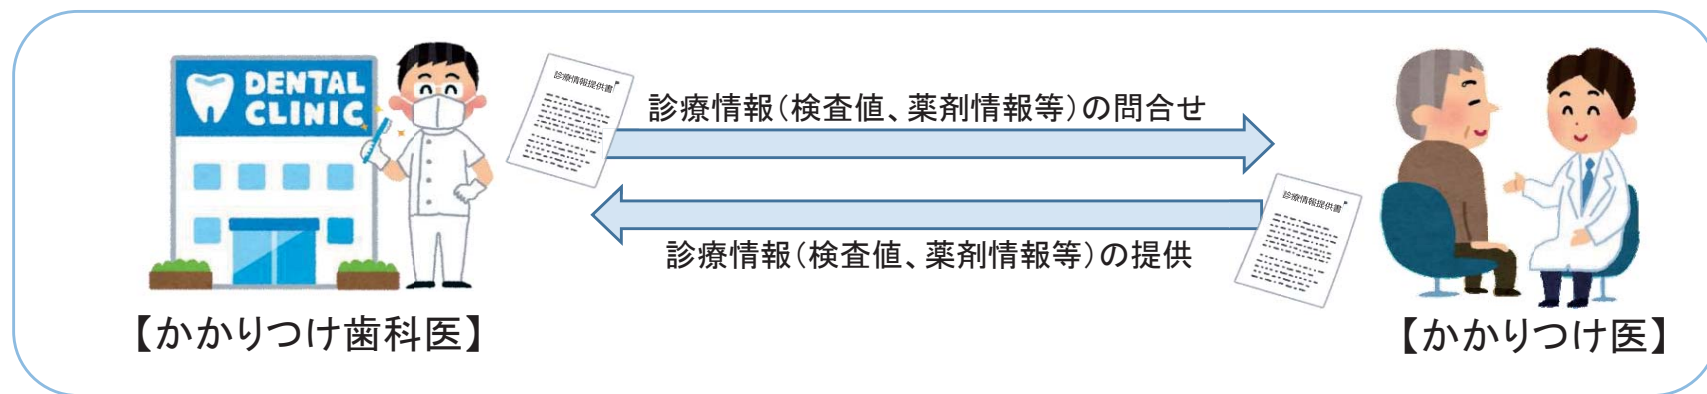 DENTAL
CLINIC
診療情報提供書
診療情報（検査値、薬剤情報等）の問合せ
診療情報提供書
診療情報（検査値、薬剤情報等）の提供
【かかりつけ歯科医】
【かかりつけ医】